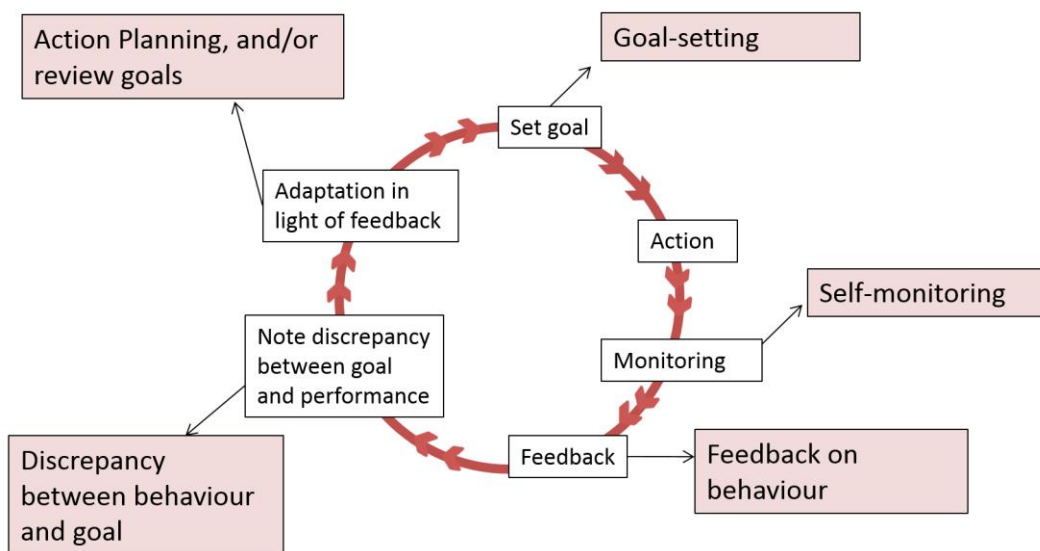 Action Planning, and/or
review goals
Goal-setting
Set goal
Adaptation in
light of feedback
Action
Self-monitoring
Note discrepancy
between goal
and performance
Monitoring
Discrepancy
between behaviour
and goal
Feedback
Feedback on
behaviour